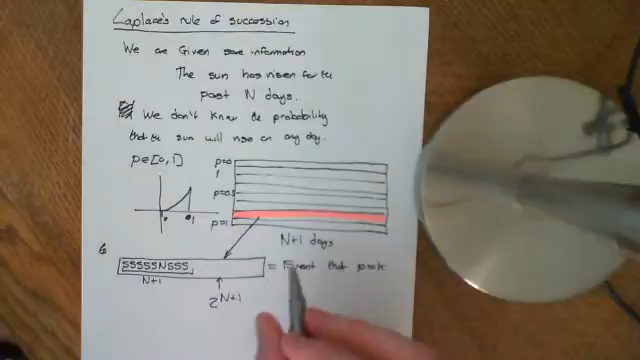 Laplace's rule of succession
We are Given some information
The sun has risen for the
past N days.
We don't know the probability
that the sun will rise on any day.
p∈[0,1]
p=0
p=0.5
p=1
0 1
N+1 days
SSSSSNSSS
N+1
2^{N+1}
= Event that